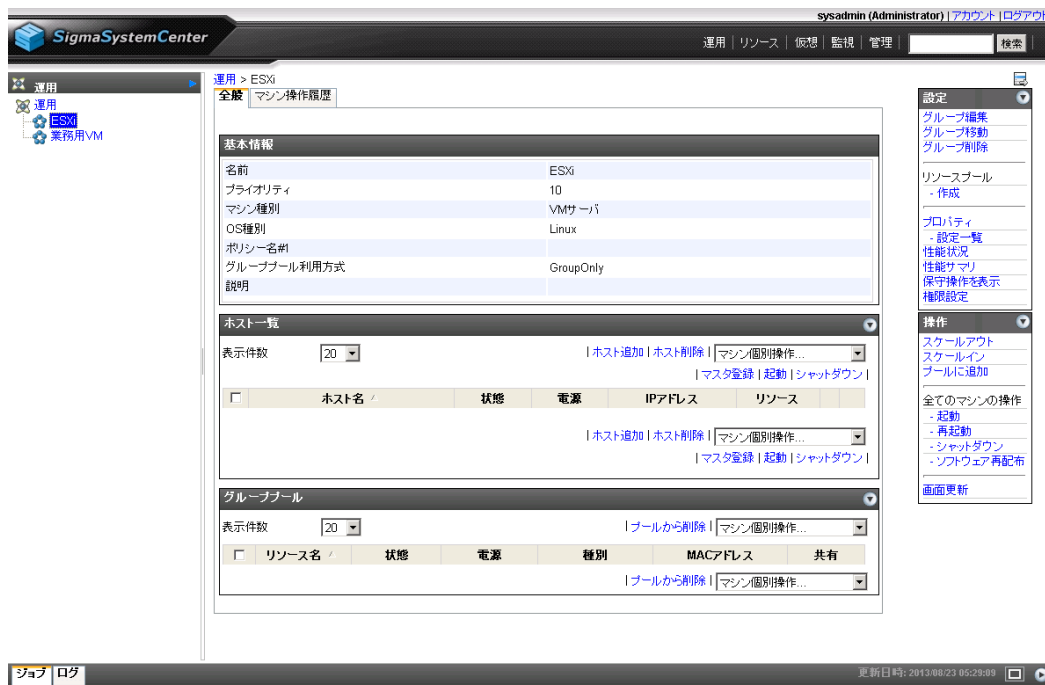 sysadmin (Administrator) | アカウント | ログアウト
SigmaSystemCenter
運用 | リソース | 仮想 | 監視 | 管理 |
検索
運用
運用
ESXi
業務用VM
運用 > ESXi
全般 マシン操作履歴
基本情報
名前 ESXi
プライオリティ 10
マシン種別 VMサーバ
OS種別 Linux
ポリシー名#1
グループプール利用方式 GroupOnly
説明
ホスト一覧
表示件数 20 | ホスト追加 | ホスト削除 | マシン個別操作...
| マスタ登録 | 起動 | シャットダウン |
ホスト名 状態 電源 IPアドレス リソース
| ホスト追加 | ホスト削除 | マシン個別操作...
| マスタ登録 | 起動 | シャットダウン |
グループプール
表示件数 20 | プールから削除 | マシン個別操作...
リソース名 状態 電源 種別 MACアドレス 共有
| プールから削除 | マシン個別操作...
設定
グループ編集
グループ移動
グループ削除
リソースプール
- 作成
プロパティ
- 設定一覧
性能状況
性能サマリ
保守操作を表示
権限設定
操作
スケールアウト
スケールイン
プールに追加
全てのマシンの操作
- 起動
- 再起動
- シャットダウン
- ソフトウェア再配布
画面更新
ジョブ ログ
更新日時: 2013/08/23 05:29:09